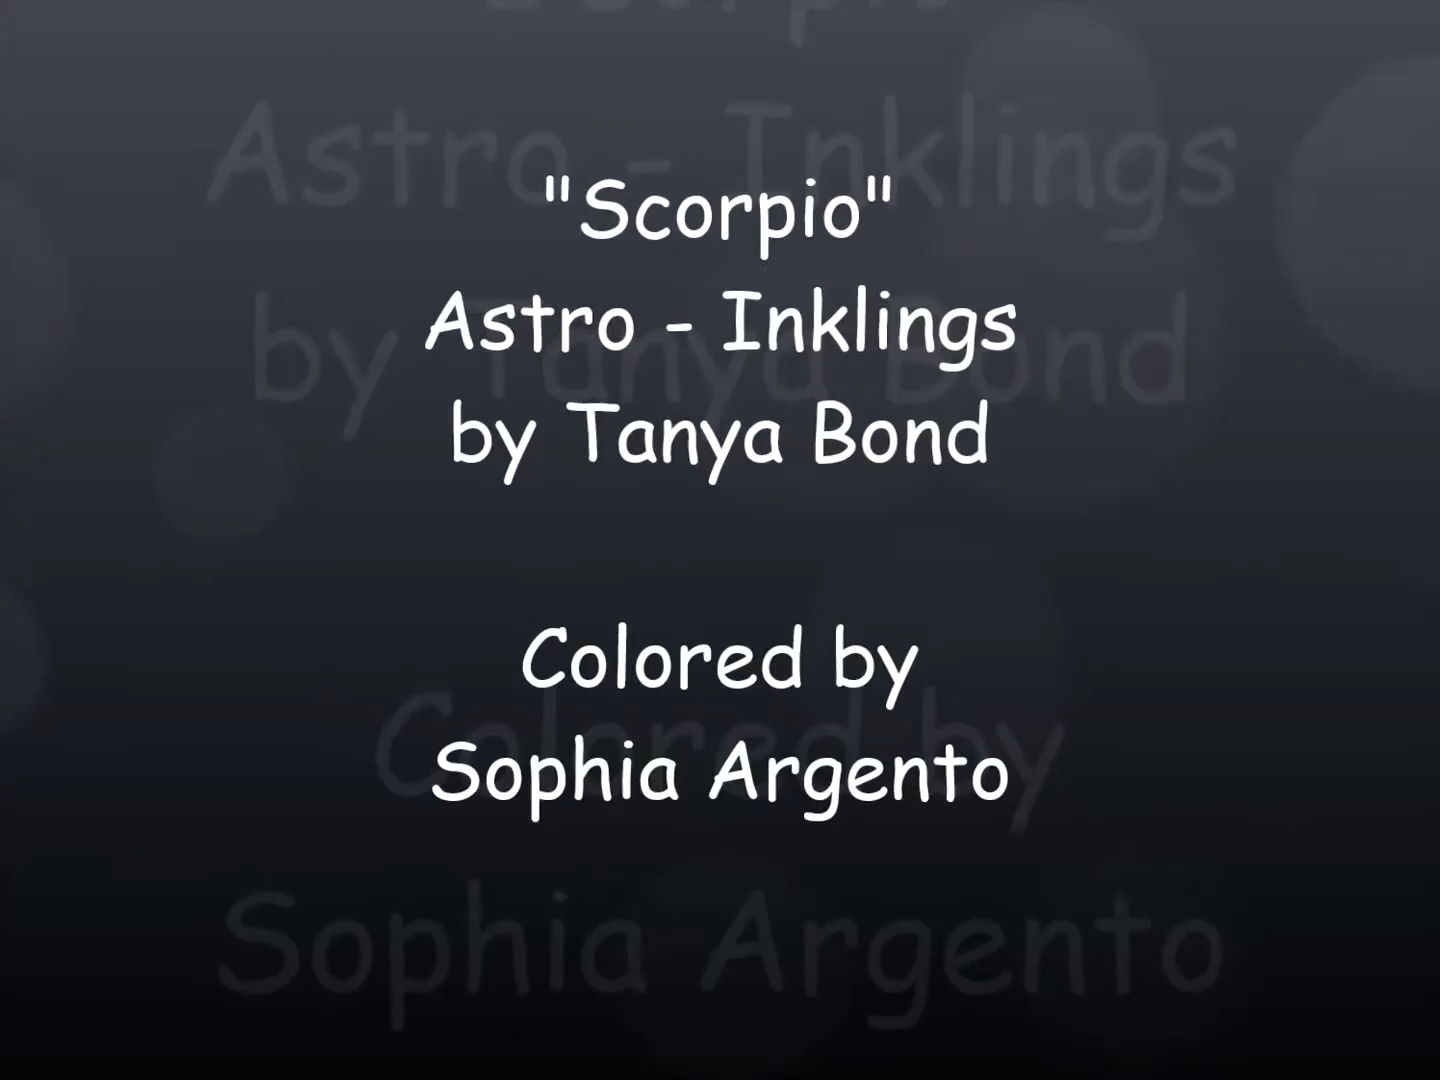 "Scorpio"
Astro - Inklings
by Tanya Bond
Colored by
Sophia Argento